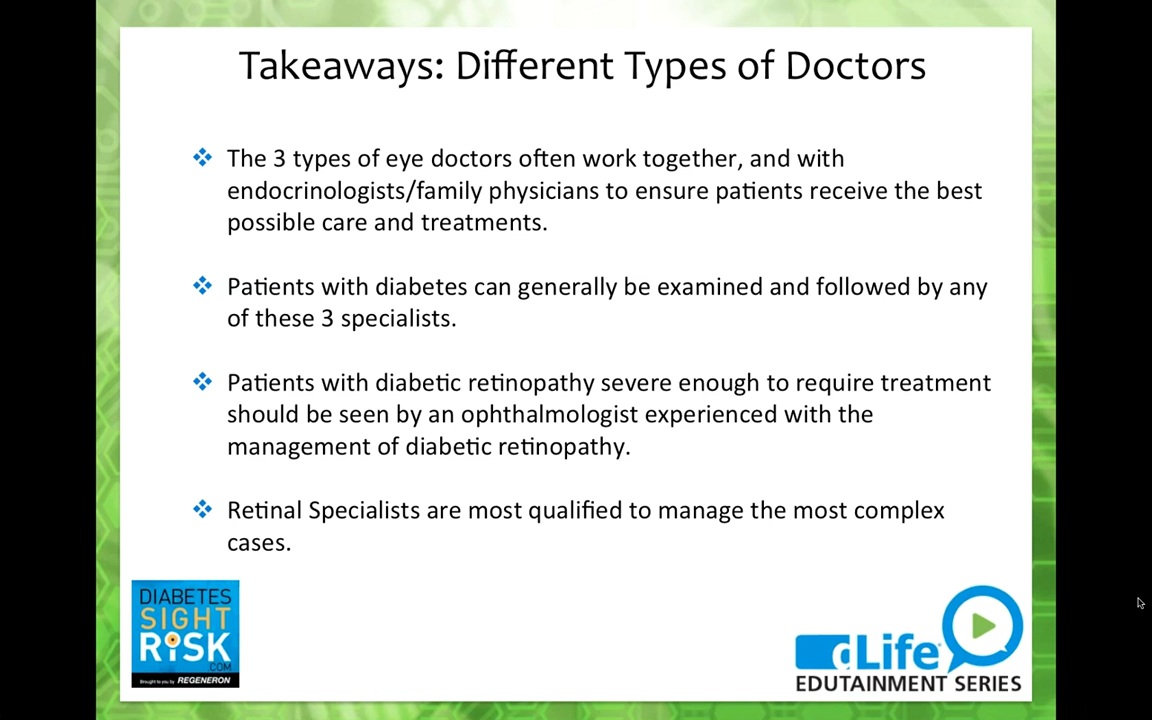 Takeaways: Different Types of Doctors
The 3 types of eye doctors often work together, and with
endocrinologists/family physicians to ensure patients receive the best
possible care and treatments.
Patients with diabetes can generally be examined and followed by any
of these 3 specialists.
Patients with diabetic retinopathy severe enough to require treatment
should be seen by an ophthalmologist experienced with the
management of diabetic retinopathy.
Retinal Specialists are most qualified to manage the most complex
cases.
DIABETES
SIGHT
RISK
.COM
Brought to you by REGENERON
dLife
EDUTAINMENT SERIES